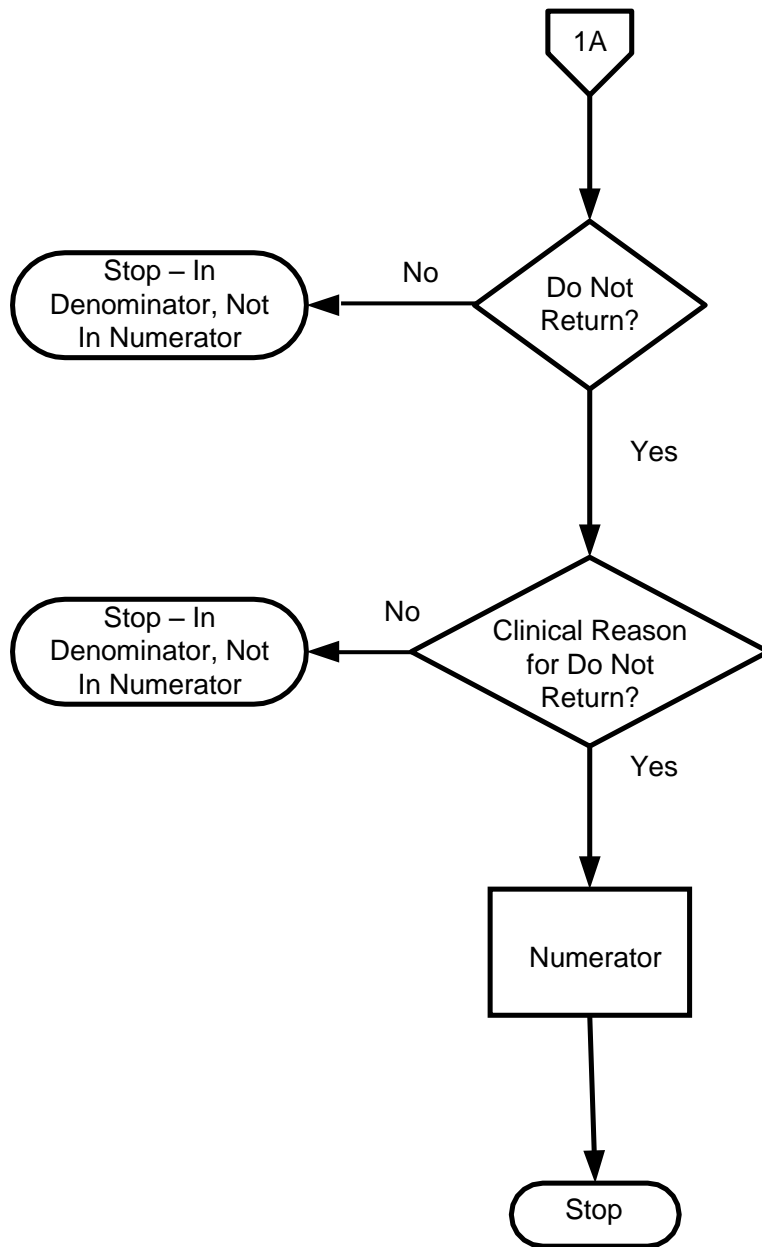 1A
Do Not
Return?
No
Stop – In
Denominator, Not
In Numerator
Yes
Clinical Reason
for Do Not
Return?
No
Stop – In
Denominator, Not
In Numerator
Yes
Numerator
Stop